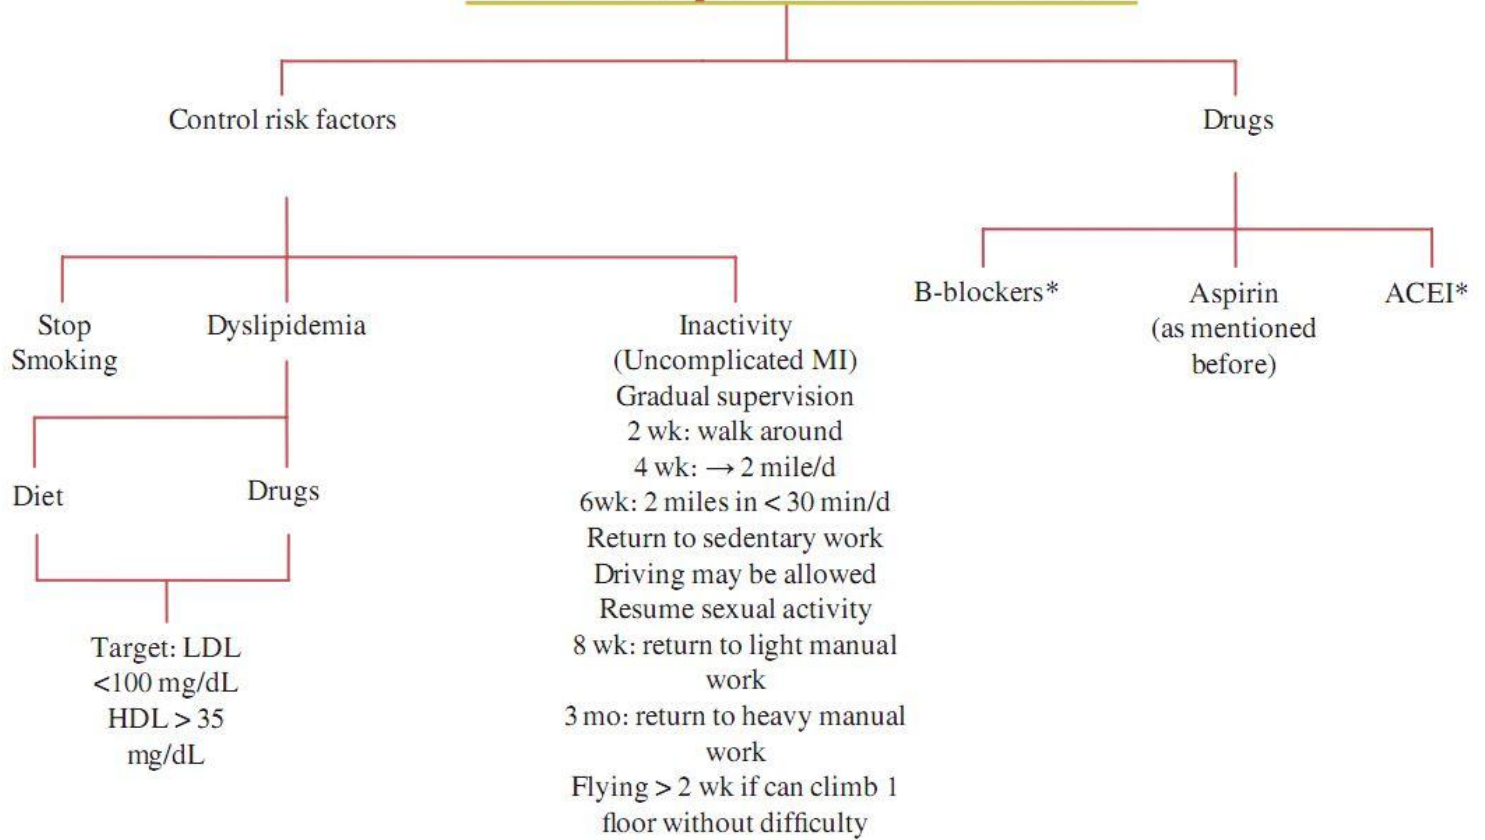 Control risk factors
Drugs
Stop
Smoking
Dyslipidemia
Inactivity
(Uncomplicated MI)
Gradual supervision
2 wk: walk around
4 wk: → 2 mile/d
6wk: 2 miles in < 30 min/d
Return to sedentary work
Driving may be allowed
Resume sexual activity
8 wk: return to light manual
work
3 mo: return to heavy manual
work
Flying > 2 wk if can climb 1
floor without difficulty
B-blockers*
Aspirin
(as mentioned
before)
ACEI*
Diet
Drugs
Target: LDL
<100 mg/dL
HDL > 35
mg/dL